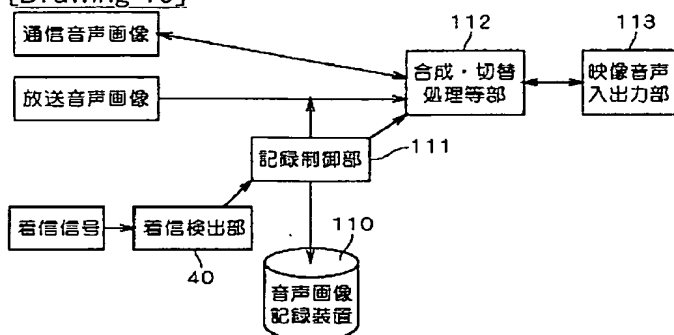 通信音声画像
放送音声画像
112
合成・切替
処理等部
113
映像音声
入出力部
記録制御部
111
着信信号
着信検出部
40
110
音声画像
記録装置